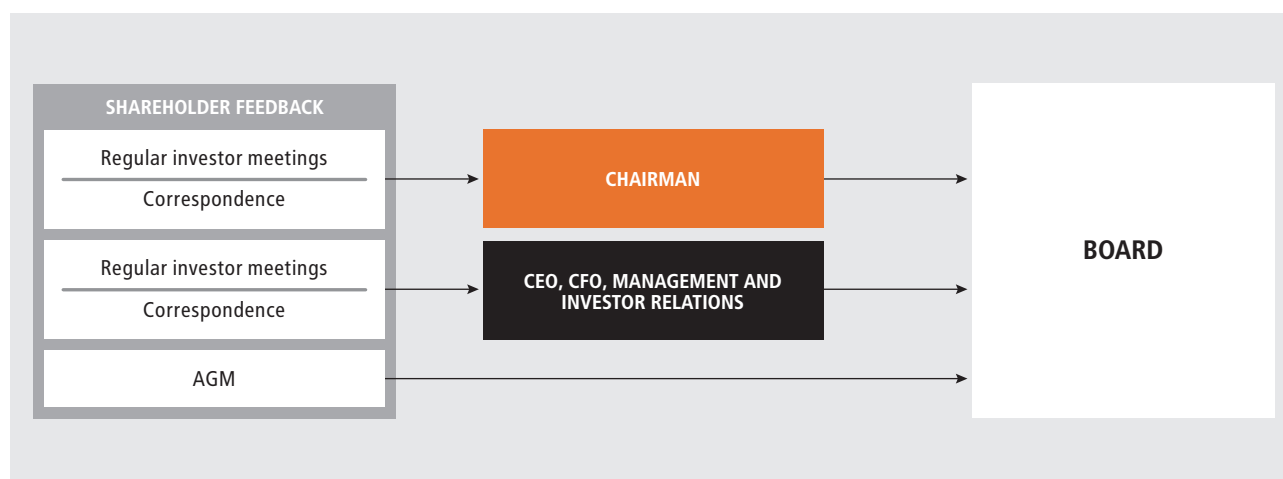 SHAREHOLDER FEEDBACK
Regular investor meetings
Correspondence
CHAIRMAN
Regular investor meetings
Correspondence
CEO, CFO, MANAGEMENT AND
INVESTOR RELATIONS
AGM
BOARD